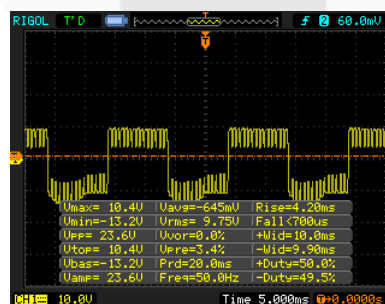 RIGOL T'D f 2 60.0mV
T
Vmax= 10.4V Vavg=-645mV Rise=4.20ms
Vmin=-13.2V Vrms= 9.75V Fall<700us
Vpp= 23.6V Vovr=0.0% +Wid=10.0ms
Vtop= 10.4V Vpre=3.4% -Wid=9.90ms
Vbas=-13.2V Prd=20.0ms +Duty=50.0%
Vamp= 23.6V Freq=50.0Hz -Duty=49.5%
CH1 10.0V Time 5.000ms T→0.0000s